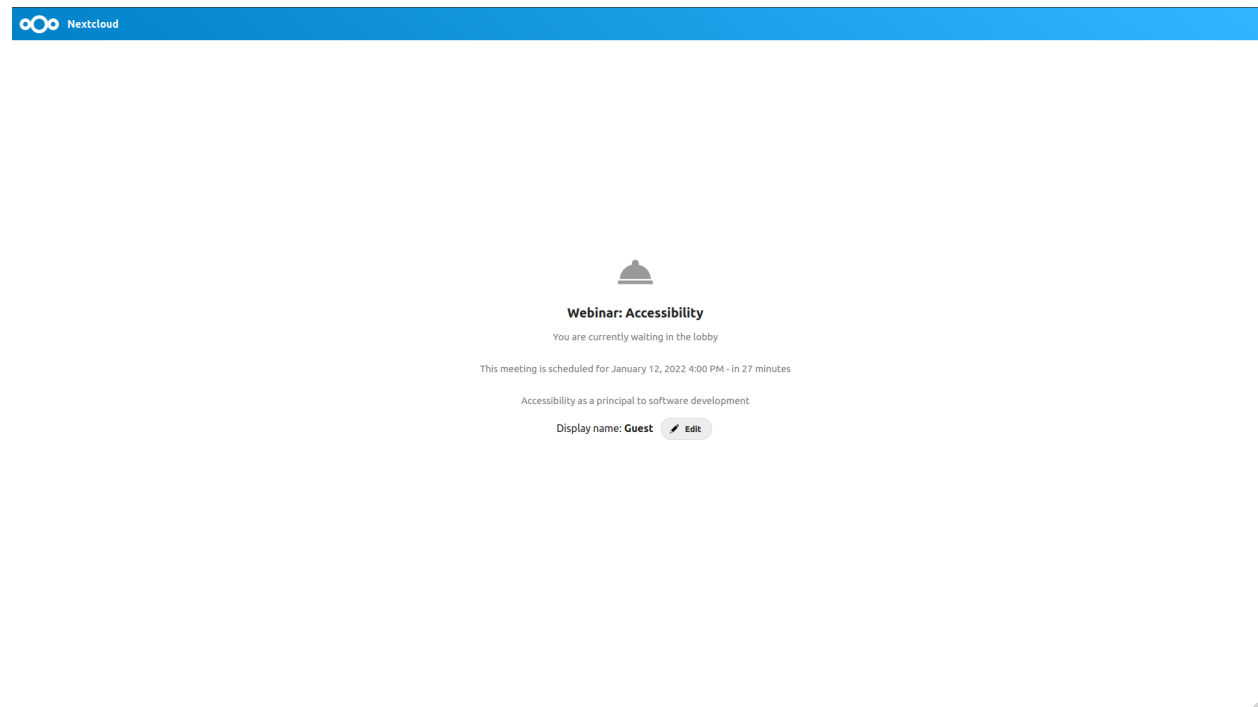 Nextcloud
Webinar: Accessibility
You are currently waiting in the lobby
This meeting is scheduled for January 12, 2022 4:00 PM - in 27 minutes
Accessibility as a principal to software development
Display name: Guest Edit